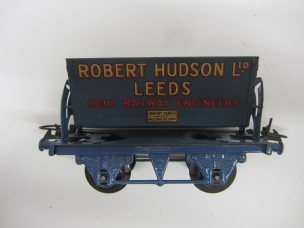 ROBERT HUDSON LTD
LEEDS
LIGHT RAILWAY ENGINEERS